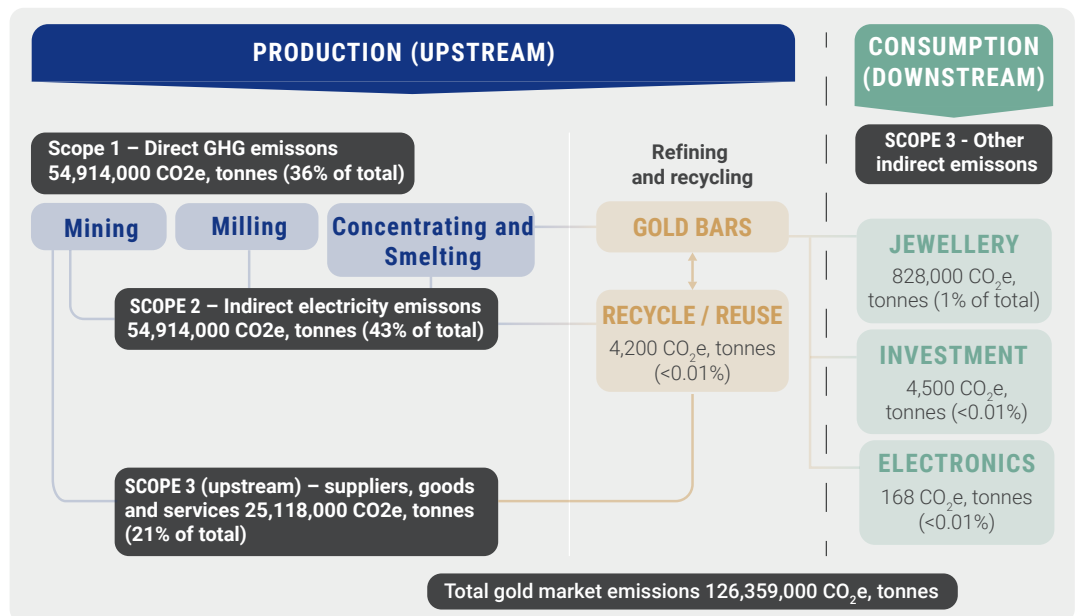 PRODUCTION (UPSTREAM)
CONSUMPTION
(DOWNSTREAM)
Scope 1 – Direct GHG emissions
54,914,000 CO2e, tonnes (36% of total)
Refining
and recycling
SCOPE 3 - Other
indirect emissons
Mining
Milling
Concentrating and
Smelting
GOLD BARS
JEWELLERY
828,000 CO₂e,
tonnes (1% of total)
SCOPE 2 – Indirect electricity emissons
54,914,000 CO2e, tonnes (43% of total)
RECYCLE / REUSE
4,200 CO₂e, tonnes
(<0.01%)
INVESTMENT
4,500 CO₂e,
tonnes (<0.01%)
SCOPE 3 (upstream) – suppliers, goods
and services 25,118,000 CO2e, tonnes
(21% of total)
ELECTRONICS
168 CO₂e, tonnes
(<0.01%)
Total gold market emissions 126,359,000 CO₂e, tonnes